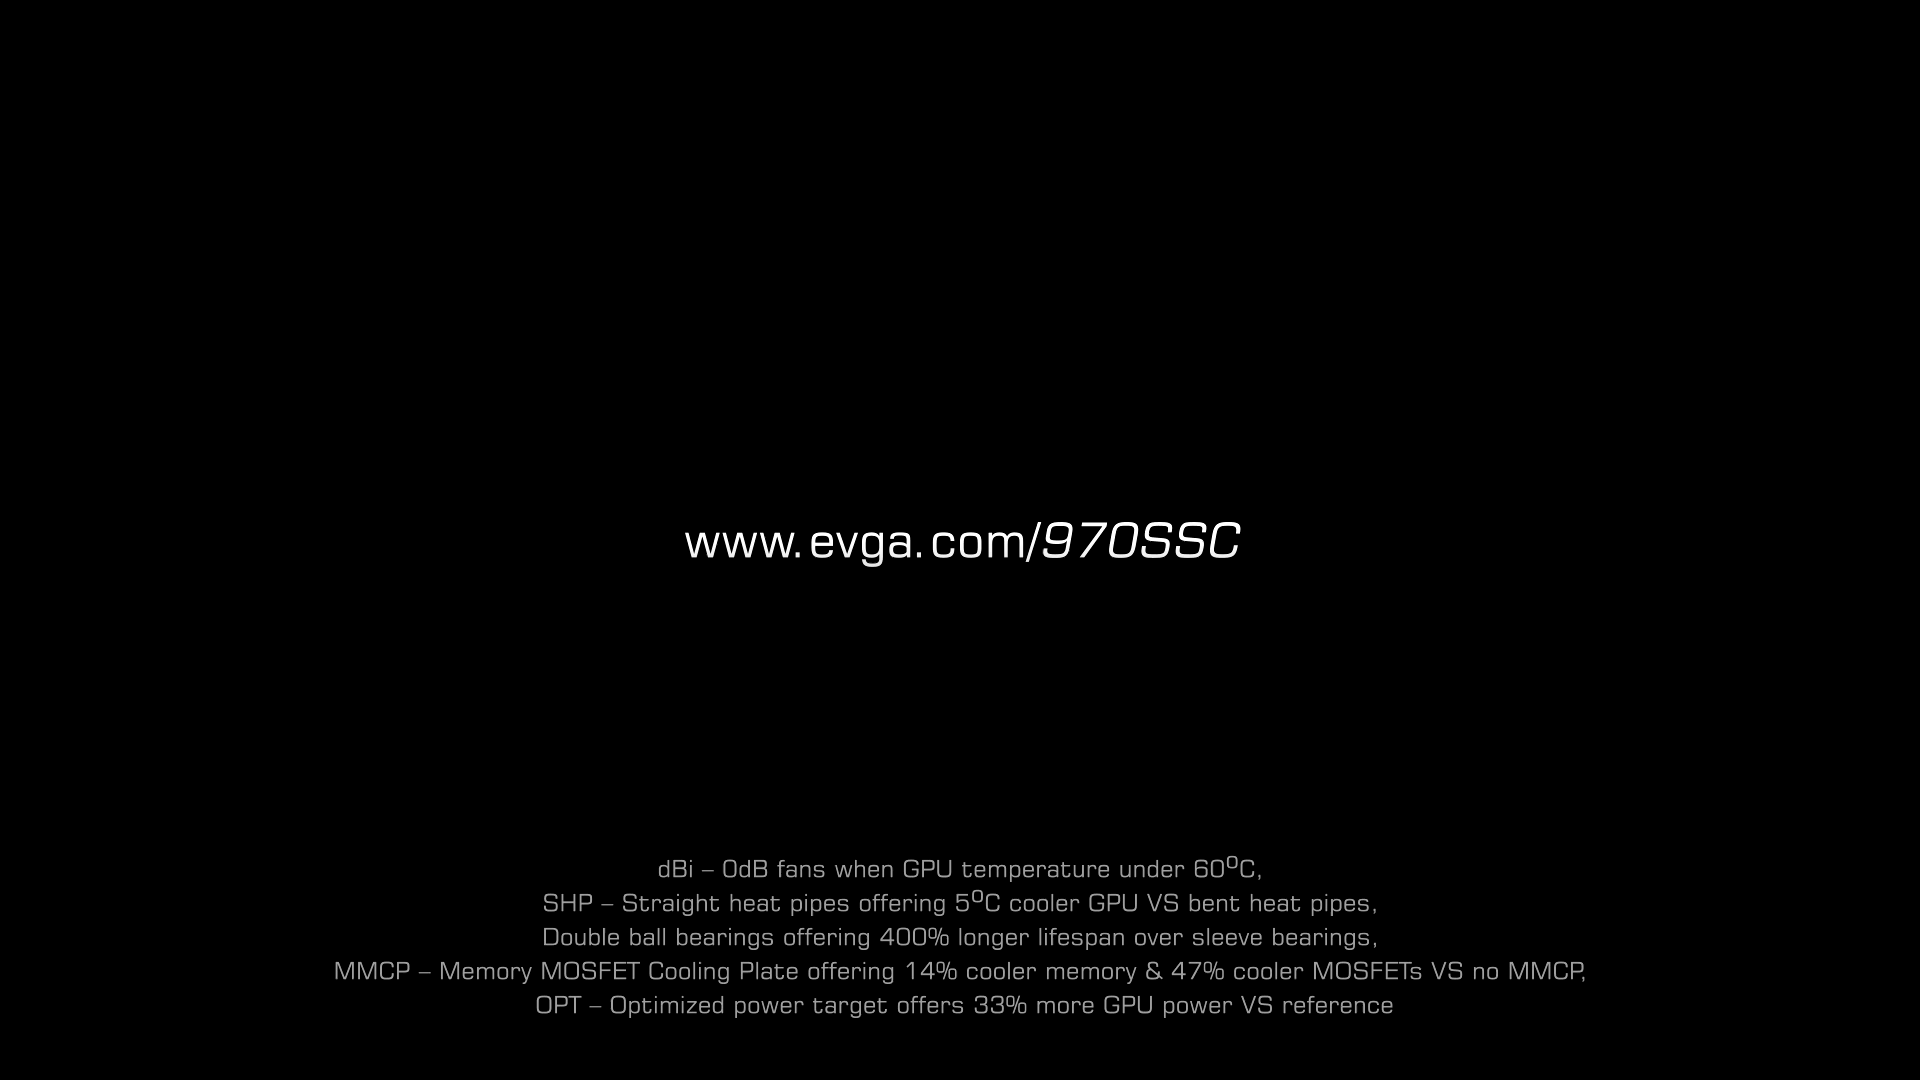 www.evga.com/970SSC
dBi – 0dB fans when GPU temperature under 60ºC,
SHP – Straight heat pipes offering 5ºC cooler GPU VS bent heat pipes,
Double ball bearings offering 400% longer lifespan over sleeve bearings,
MMCP – Memory MOSFET Cooling Plate offering 14% cooler memory & 47% cooler MOSFETs VS no MMCP,
OPT – Optimized power target offers 33% more GPU power VS reference